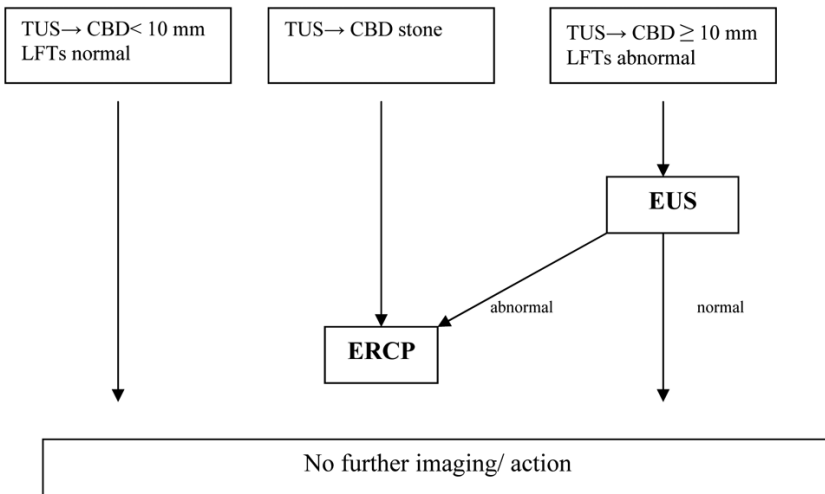 TUS→ CBD< 10 mm
LFTs normal
TUS→ CBD stone
TUS→ CBD ≥ 10 mm
LFTs abnormal
EUS
abnormal
normal
ERCP
No further imaging/ action